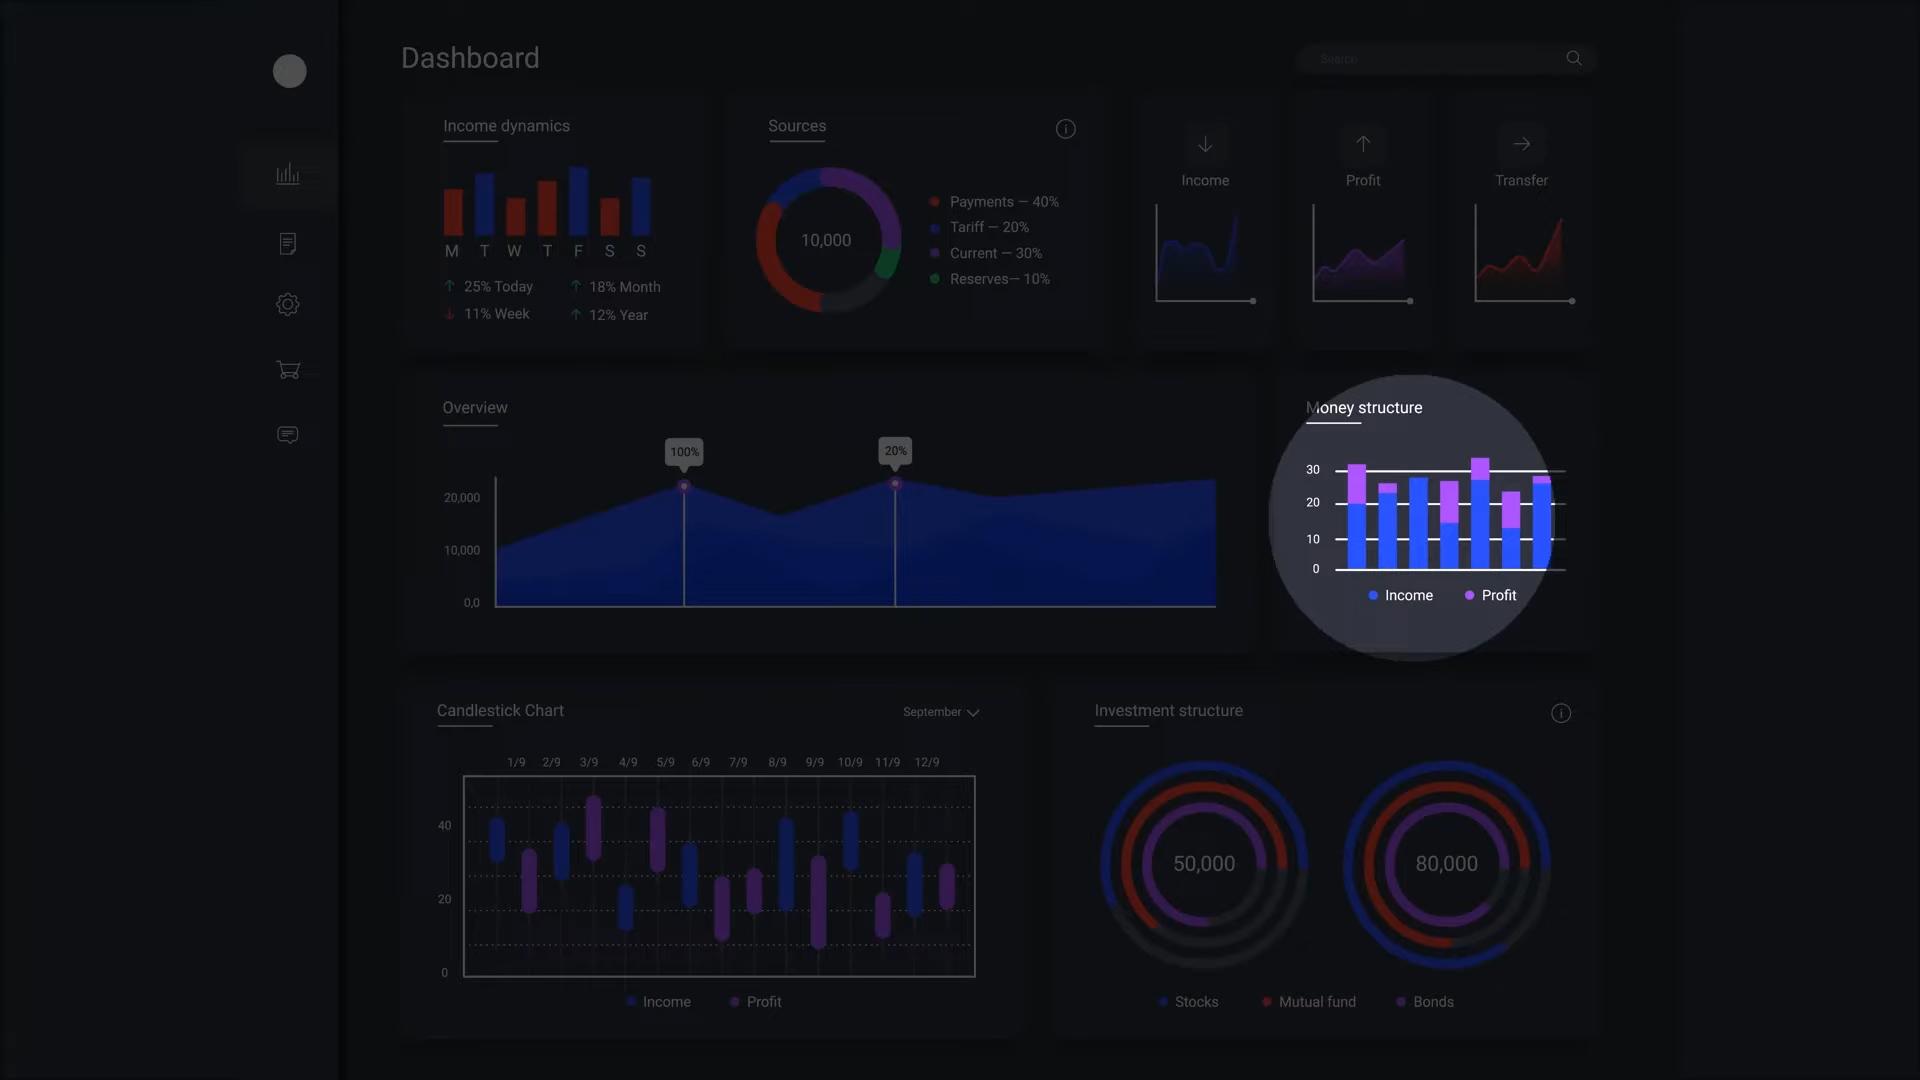 Dashboard
Search
Income dynamics
M T W T F S S
25% Today
18% Month
11% Week
12% Year
Sources
10,000
Payments — 40%
Tariff — 20%
Current — 30%
Reserves— 10%
Income
Profit
Transfer
Overview
100%
20%
20,000
10,000
0,0
Money structure
30
20
10
0
Income
Profit
Candlestick Chart
September
1/9 2/9 3/9 4/9 5/9 6/9 7/9 8/9 9/9 10/9 11/9 12/9
40
20
0
Income
Profit
Investment structure
50,000
80,000
Stocks
Mutual fund
Bonds